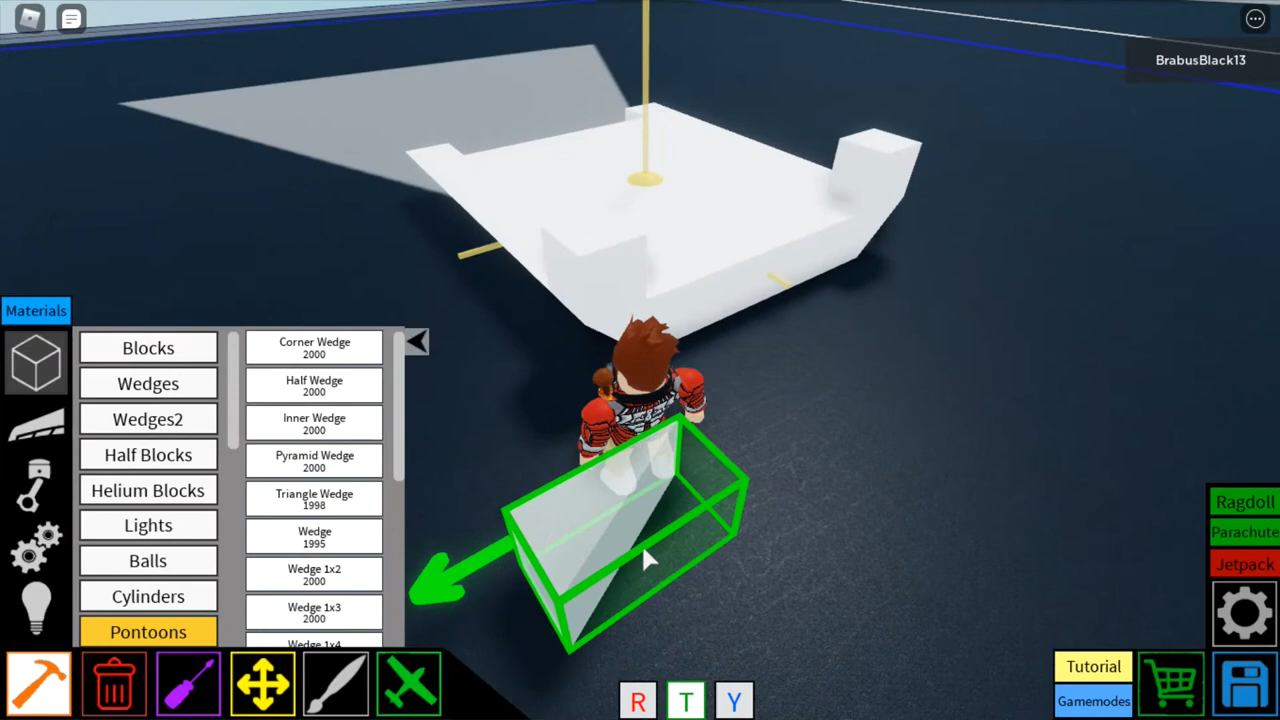 BrabusBlack13
Materials
Blocks
Wedges
Wedges2
Half Blocks
Helium Blocks
Lights
Balls
Cylinders
Pontoons
Corner Wedge
2000
Half Wedge
2000
Inner Wedge
2000
Pyramid Wedge
2000
Triangle Wedge
1998
Wedge
1995
Wedge 1x2
2000
Wedge 1x3
2000
Wedge 1x4
Ragdoll
Parachute
Jetpack
Tutorial
Gamemodes
R
T
Y